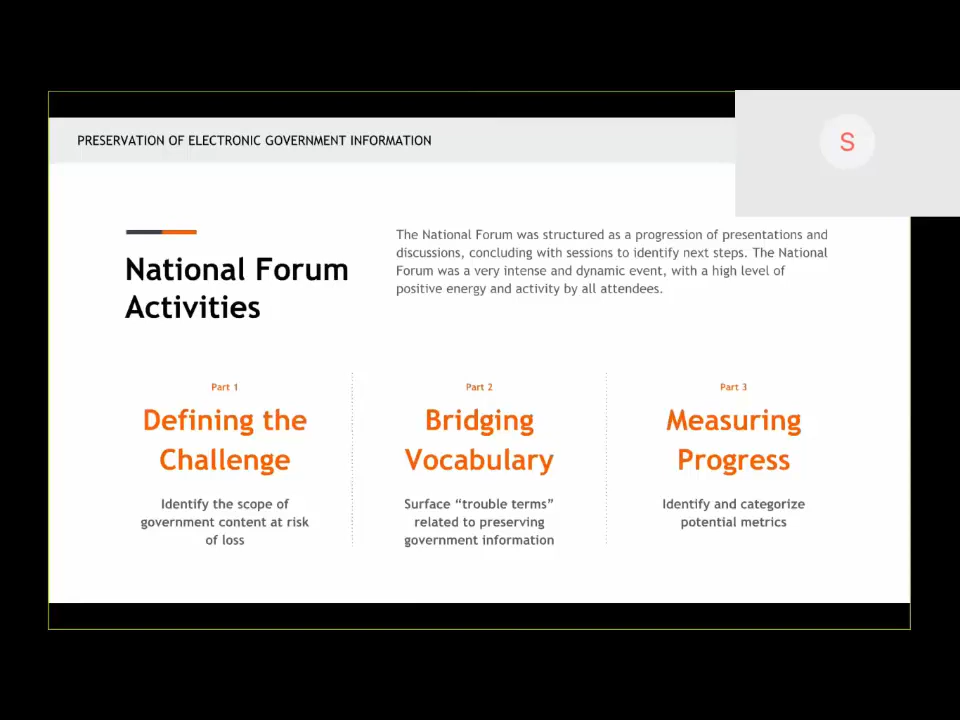 PRESERVATION OF ELECTRONIC GOVERNMENT INFORMATION
S
National Forum
Activities
The National Forum was structured as a progression of presentations and
discussions, concluding with sessions to identify next steps. The National
Forum was a very intense and dynamic event, with a high level of
positive energy and activity by all attendees.
Part 1
Defining the
Challenge
Identify the scope of
government content at risk
of loss
Part 2
Bridging
Vocabulary
Surface “trouble terms”
related to preserving
government information
Part 3
Measuring
Progress
Identify and categorize
potential metrics